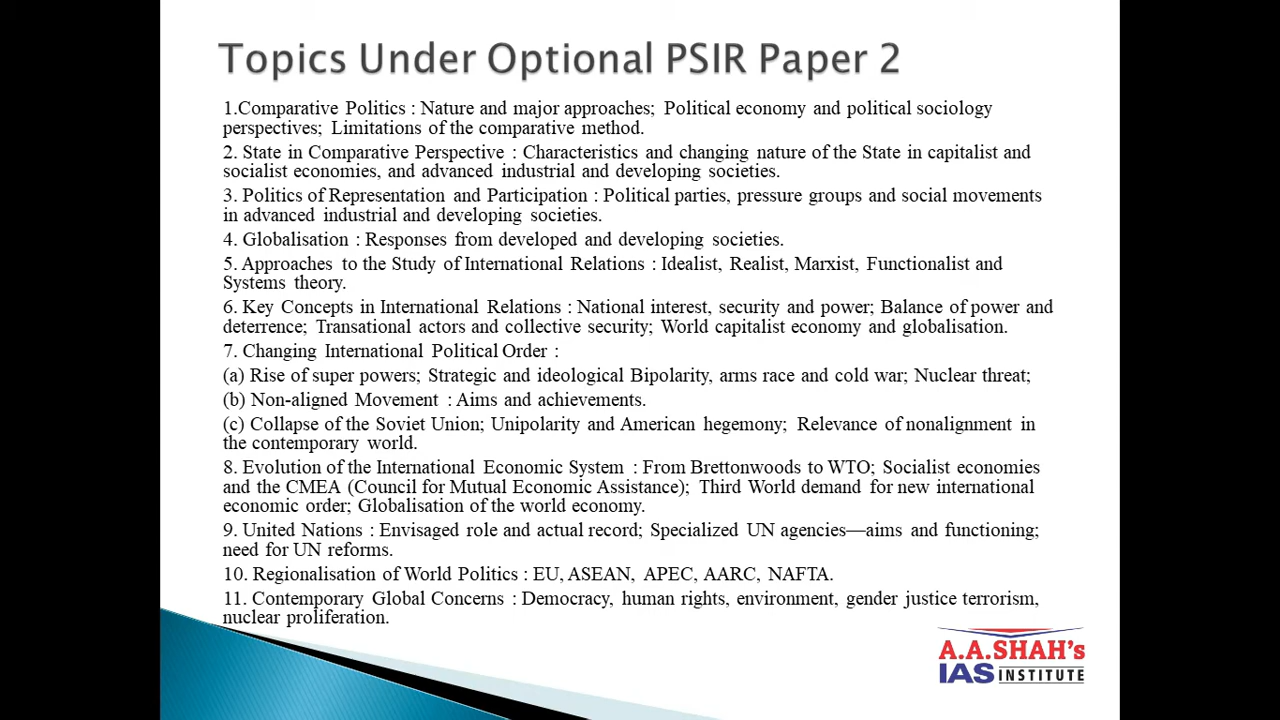 Topics Under Optional PSIR Paper 2
1.Comparative Politics : Nature and major approaches; Political economy and political sociology
perspectives; Limitations of the comparative method.
2. State in Comparative Perspective : Characteristics and changing nature of the State in capitalist and
socialist economies, and advanced industrial and developing societies.
3. Politics of Representation and Participation : Political parties, pressure groups and social movements
in advanced industrial and developing societies.
4. Globalisation : Responses from developed and developing societies.
5. Approaches to the Study of International Relations : Idealist, Realist, Marxist, Functionalist and
Systems theory.
6. Key Concepts in International Relations : National interest, security and power; Balance of power and
deterrence; Transational actors and collective security; World capitalist economy and globalisation.
7. Changing International Political Order :
(a) Rise of super powers; Strategic and ideological Bipolarity, arms race and cold war; Nuclear threat;
(b) Non-aligned Movement : Aims and achievements.
(c) Collapse of the Soviet Union; Unipolarity and American hegemony; Relevance of nonalignment in
the contemporary world.
8. Evolution of the International Economic System : From Brettonwoods to WTO; Socialist economies
and the CMEA (Council for Mutual Economic Assistance); Third World demand for new international
economic order; Globalisation of the world economy.
9. United Nations : Envisaged role and actual record; Specialized UN agencies—aims and functioning;
need for UN reforms.
10. Regionalisation of World Politics : EU, ASEAN, APEC, AARC, NAFTA.
11. Contemporary Global Concerns : Democracy, human rights, environment, gender justice terrorism,
nuclear proliferation.
A.A.SHAH's
IAS INSTITUTE